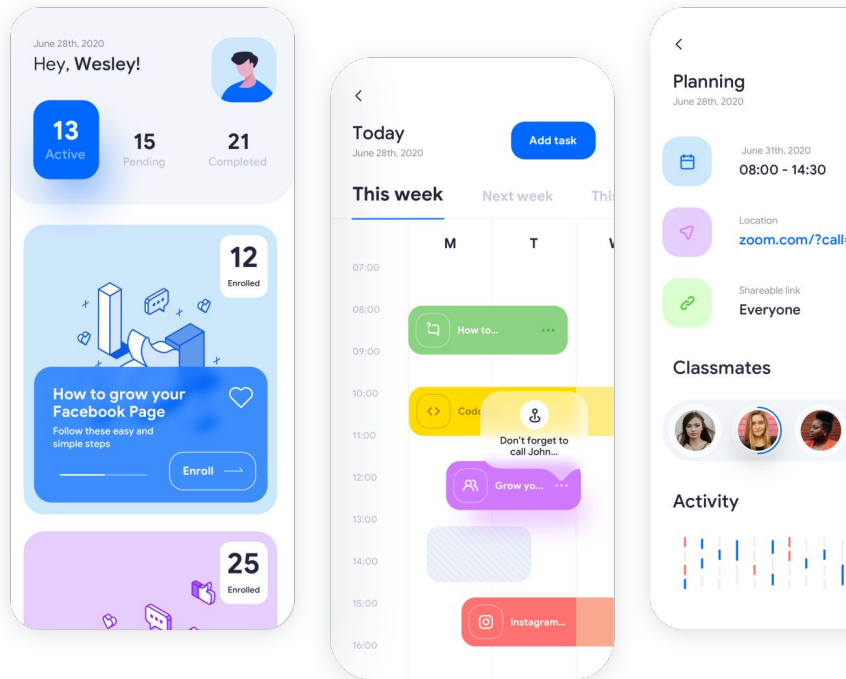 June 28th, 2020
Hey, Wesley!
13
Active
15
Pending
21
Completed
12
Enrolled
How to grow your
Facebook Page
Follow these easy and
simple steps
Enroll
25
Enrolled
Today
June 28th, 2020
Add task
This week
Next week
M
T
07:00
08:00
09:00
10:00
11:00
12:00
13:00
14:00
15:00
16:00
How to...
Don't forget to
call John...
Grow yo...
Instagram...
Planning
June 28th, 2020
June 31th, 2020
08:00 - 14:30
Location
zoom.com/?call=
Shareable link
Everyone
Classmates
Activity